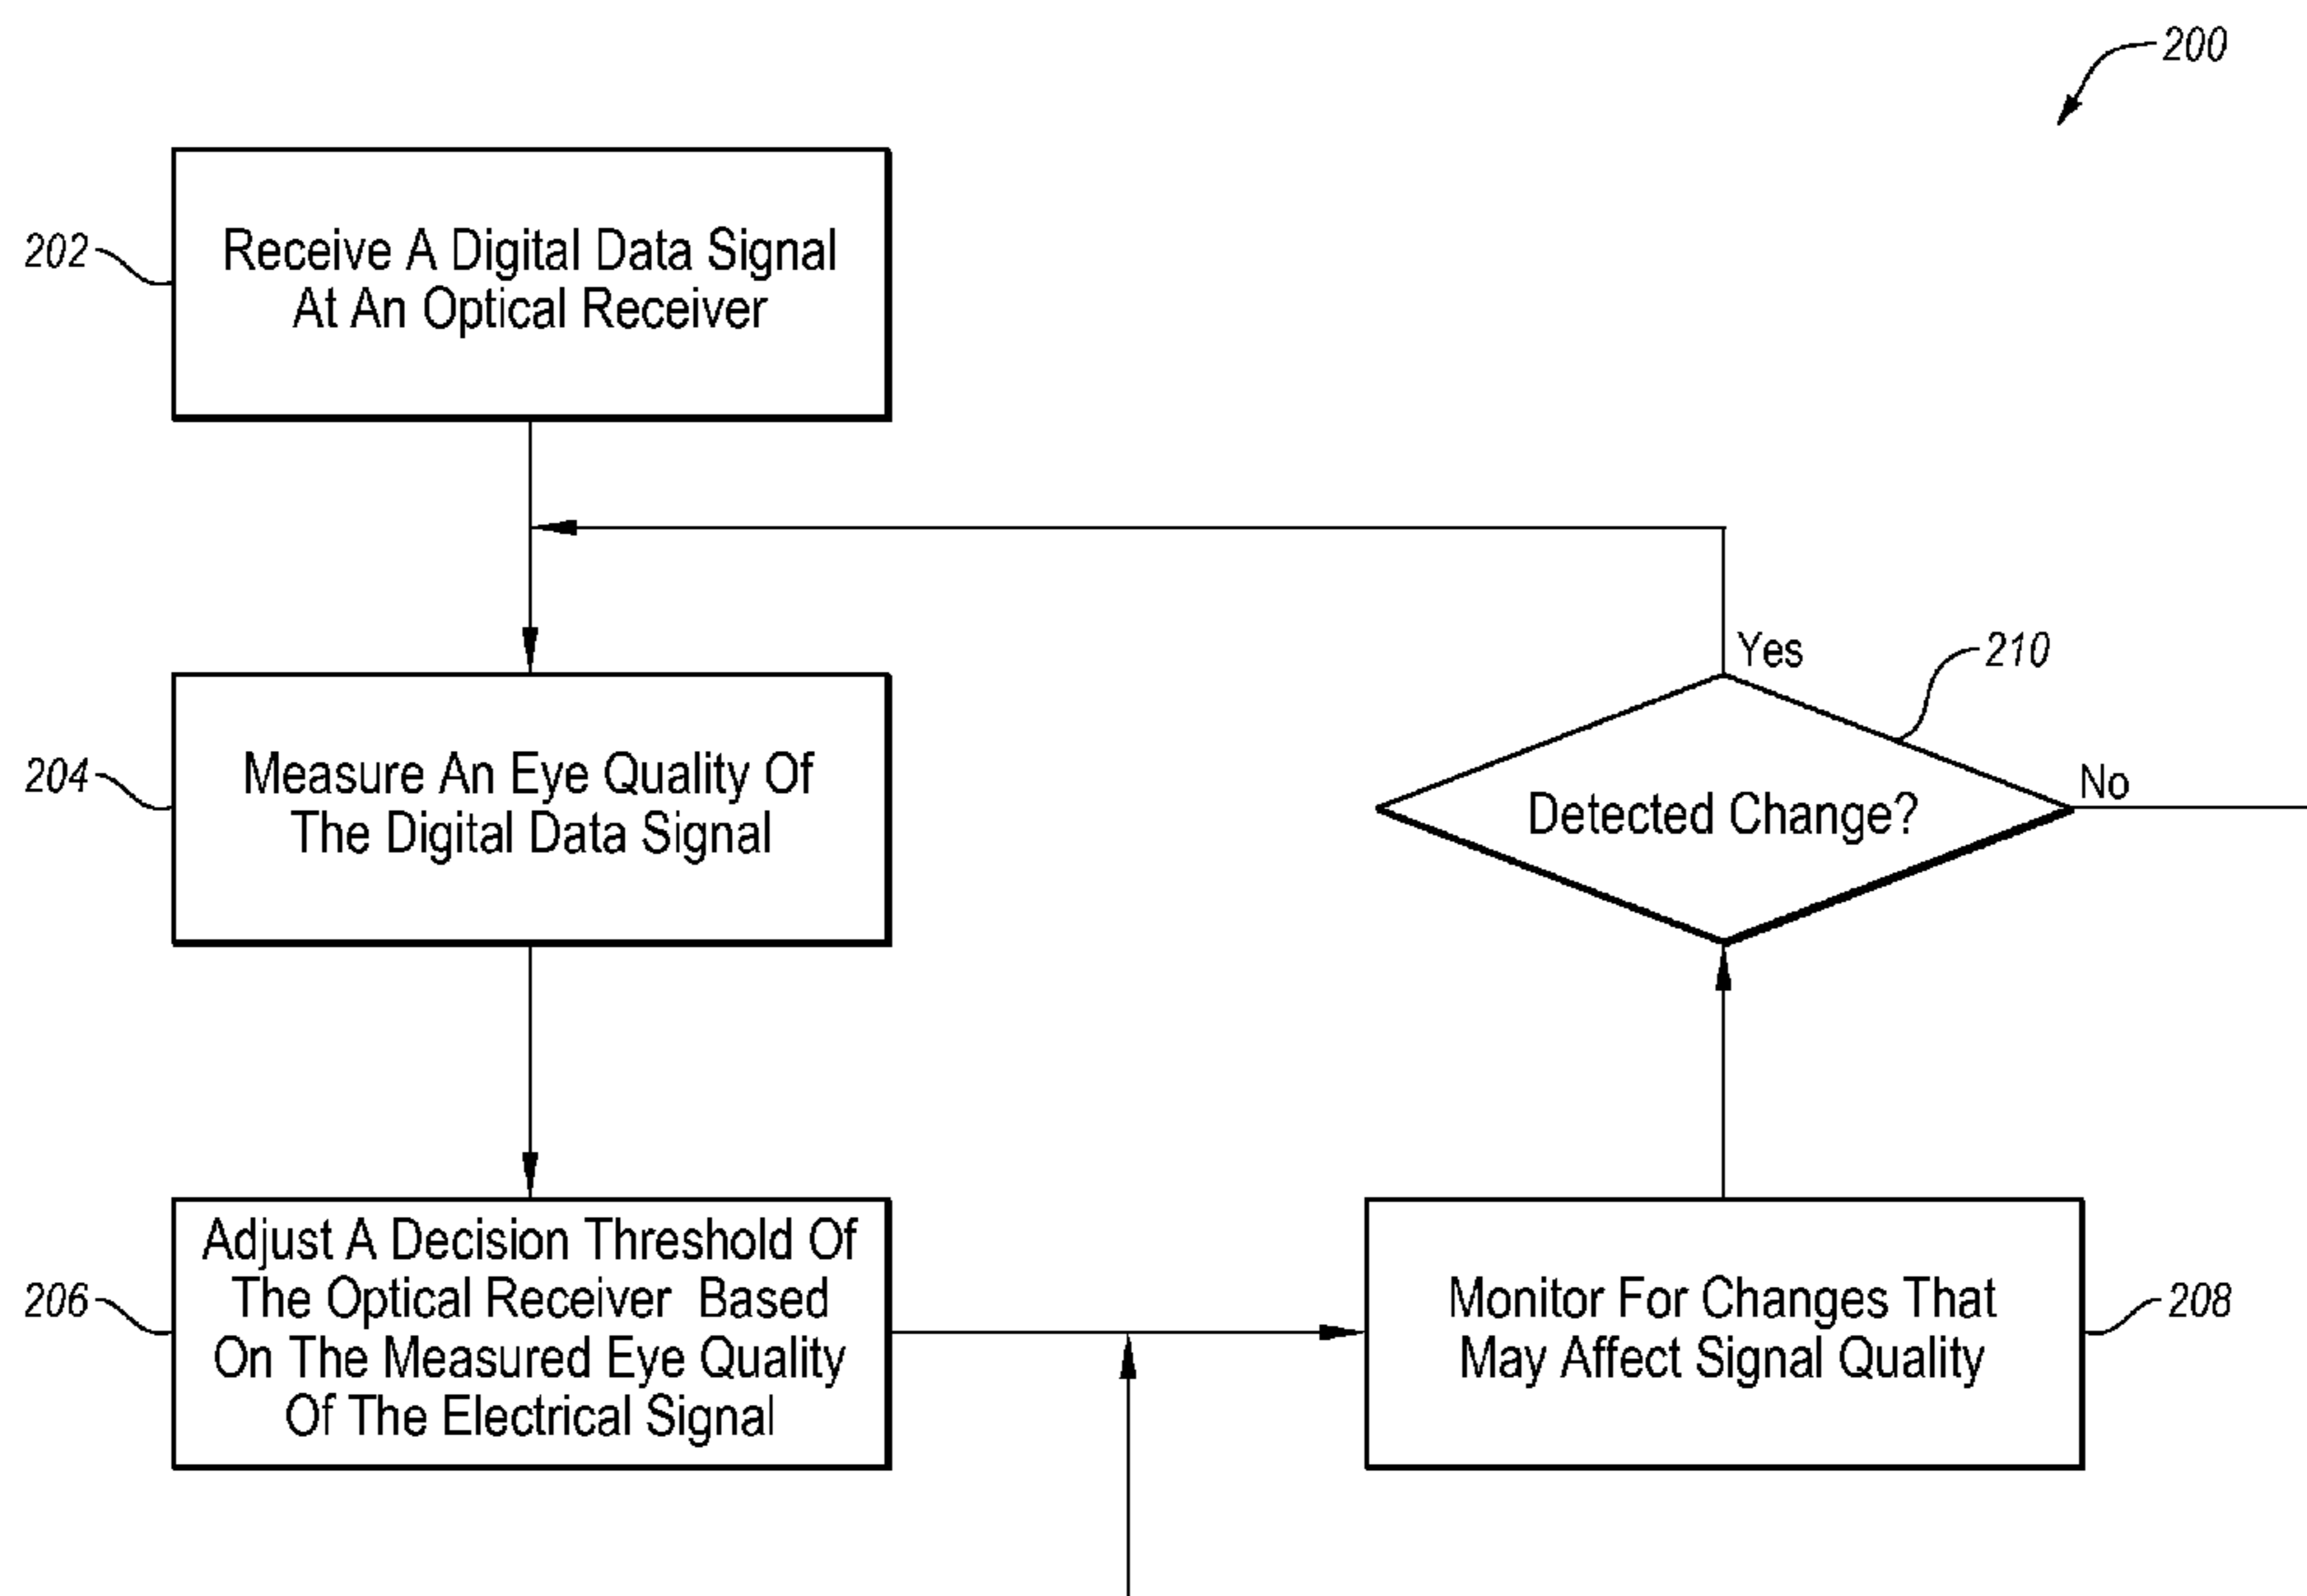 200
202
Receive A Digital Data Signal
At An Optical Receiver
204
Measure An Eye Quality Of
The Digital Data Signal
Yes
210
Detected Change?
No
206
Adjust A Decision Threshold Of
The Optical Receiver Based
On The Measured Eye Quality
Of The Electrical Signal
Monitor For Changes That
May Affect Signal Quality
208